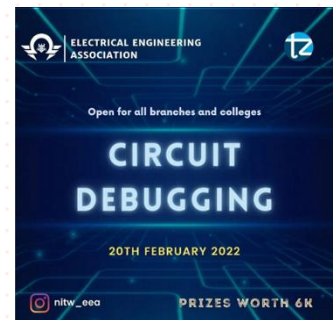 ELECTRICAL ENGINEERING
ASSOCIATION
tz
Open for all branches and colleges
CIRCUIT
DEBUGGING
20TH FEBRUARY 2022
nitw_eea
PRIZES WORTH 6K